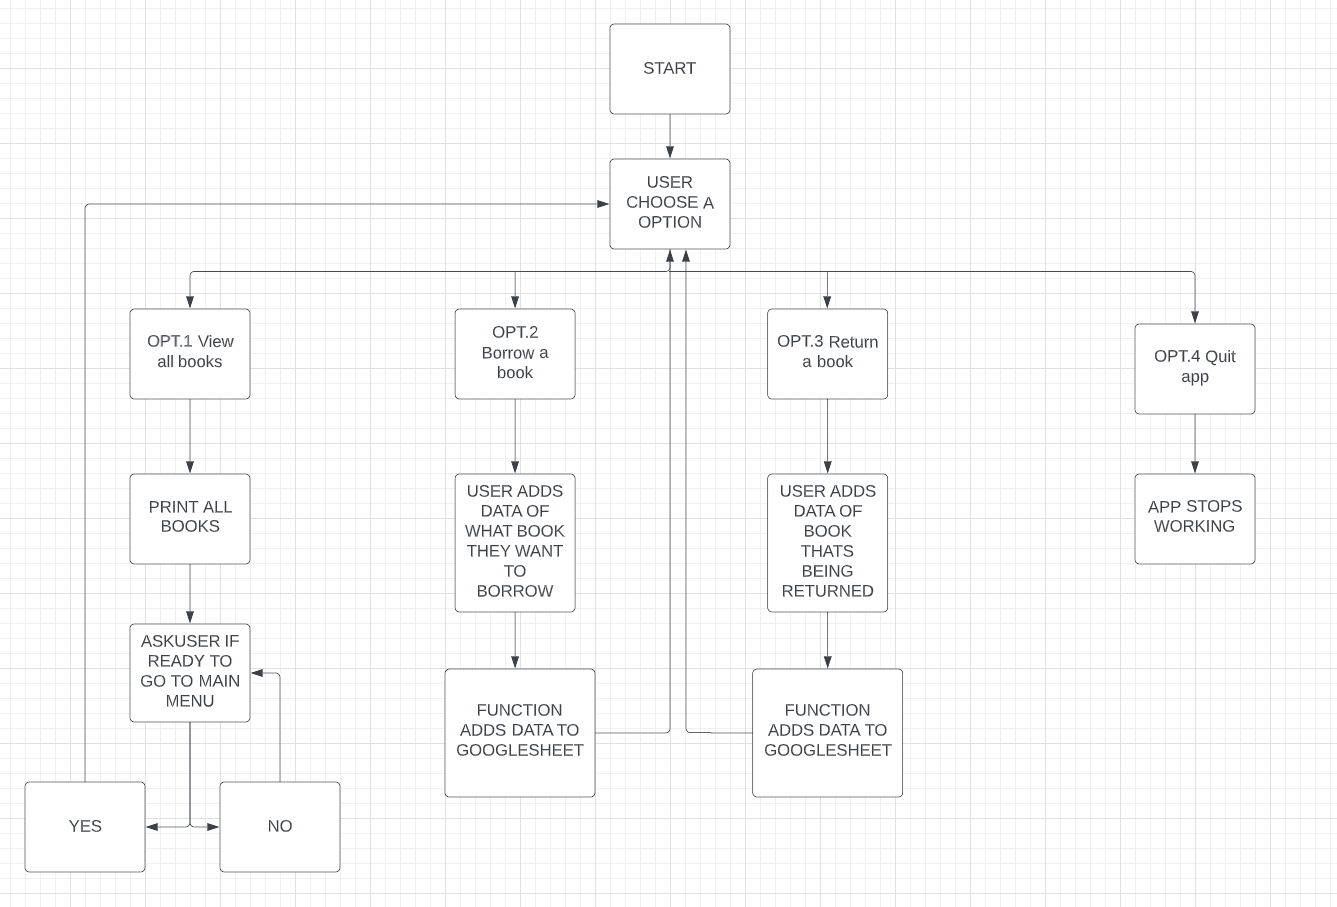 START
USER
CHOOSE A
OPTION
OPT.1 View
all books
OPT.2
Borrow a
book
OPT.3 Return
a book
OPT.4 Quit
app
PRINT ALL
BOOKS
USER ADDS
DATA OF
WHAT BOOK
THEY WANT
TO
BORROW
USER ADDS
DATA OF
BOOK
THATS
BEING
RETURNED
APP STOPS
WORKING
ASKUSER IF
READY TO
GO TO MAIN
MENU
FUNCTION
ADDS DATA TO
GOOGLESHEET
FUNCTION
ADDS DATA TO
GOOGLESHEET
YES
NO